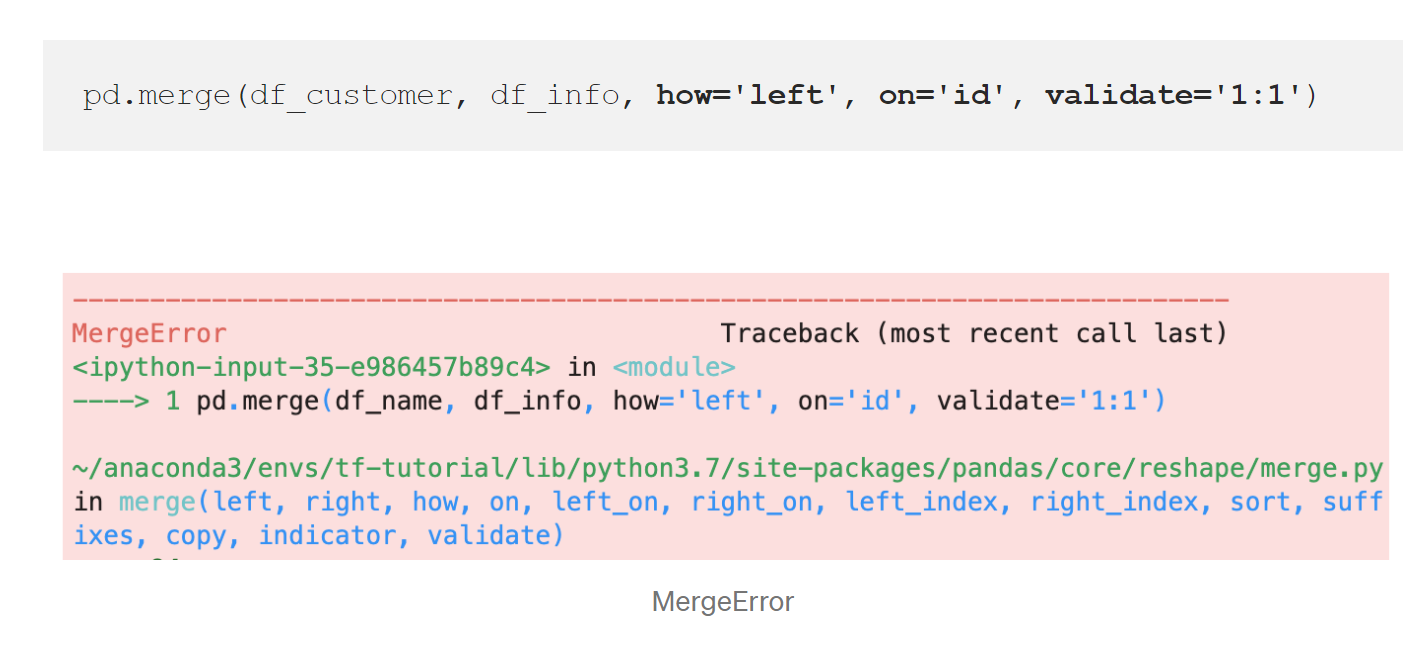 pd.merge(df_customer, df_info, how='left', on='id', validate='1:1')
---------------------------------------------------------------------------
MergeError Traceback (most recent call last)
<ipython-input-35-e986457b89c4> in <module>
----> 1 pd.merge(df_name, df_info, how='left', on='id', validate='1:1')
~/anaconda3/envs/tf-tutorial/lib/python3.7/site-packages/pandas/core/reshape/merge.py
in merge(left, right, how, on, left_on, right_on, left_index, right_index, sort, suff
ixes, copy, indicator, validate)
MergeError